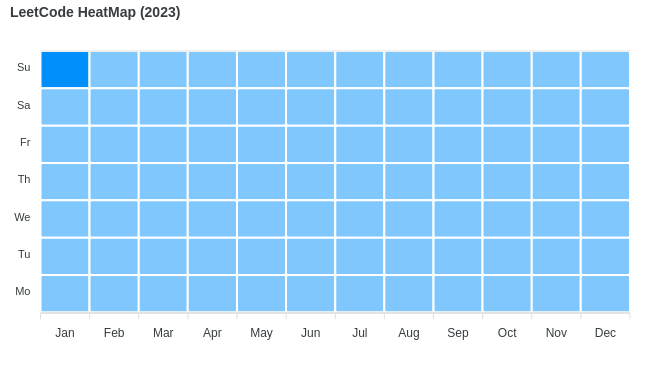 LeetCode HeatMap (2023)
Su
Sa
Fr
Th
We
Tu
Mo
Jan Feb Mar Apr May Jun Jul Aug Sep Oct Nov Dec